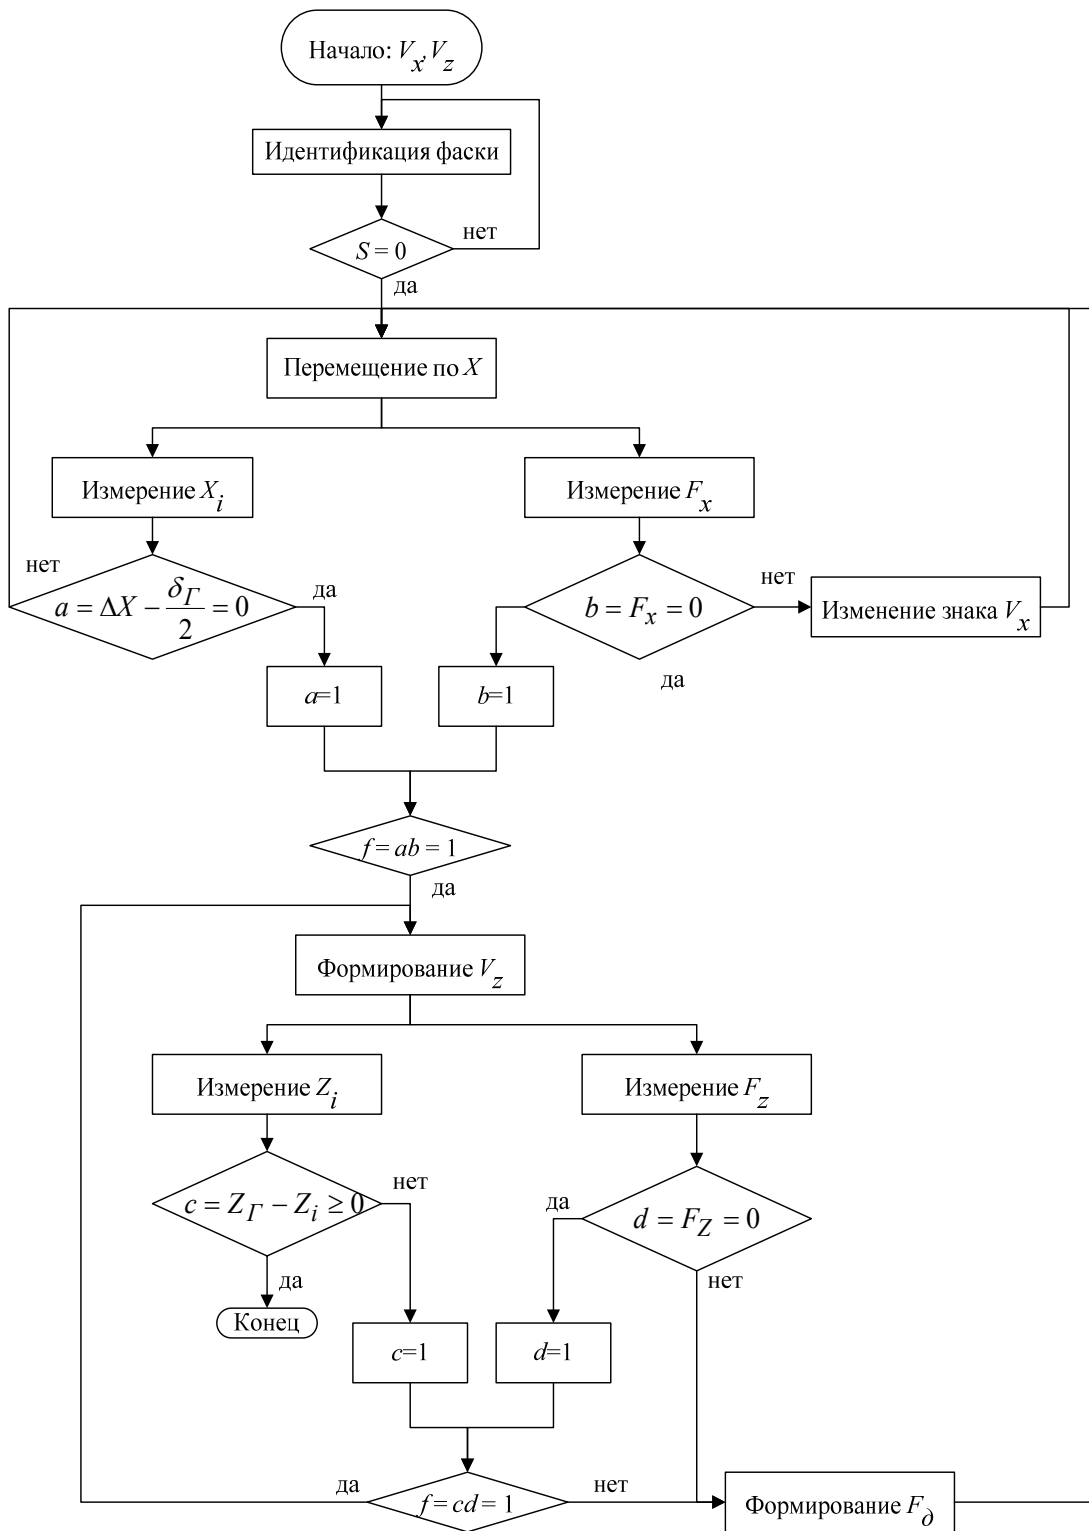 Начало: V_x, V_z
Идентификация фаски
S = 0
нет
да
Перемещение по X
Измерение X_i
Измерение F_x
нет
a = ΔX - δ_Г/2 = 0
да
b = F_x = 0
нет
Изменение знака V_x
да
a=1
b=1
f = ab = 1
да
Формирование V_z
Измерение Z_i
Измерение F_z
c = Z_Г − Z_i ≥ 0
нет
да
d = F_Z = 0
да
нет
Конец
c=1
d=1
да
f = cd = 1
нет
Формирование F_д